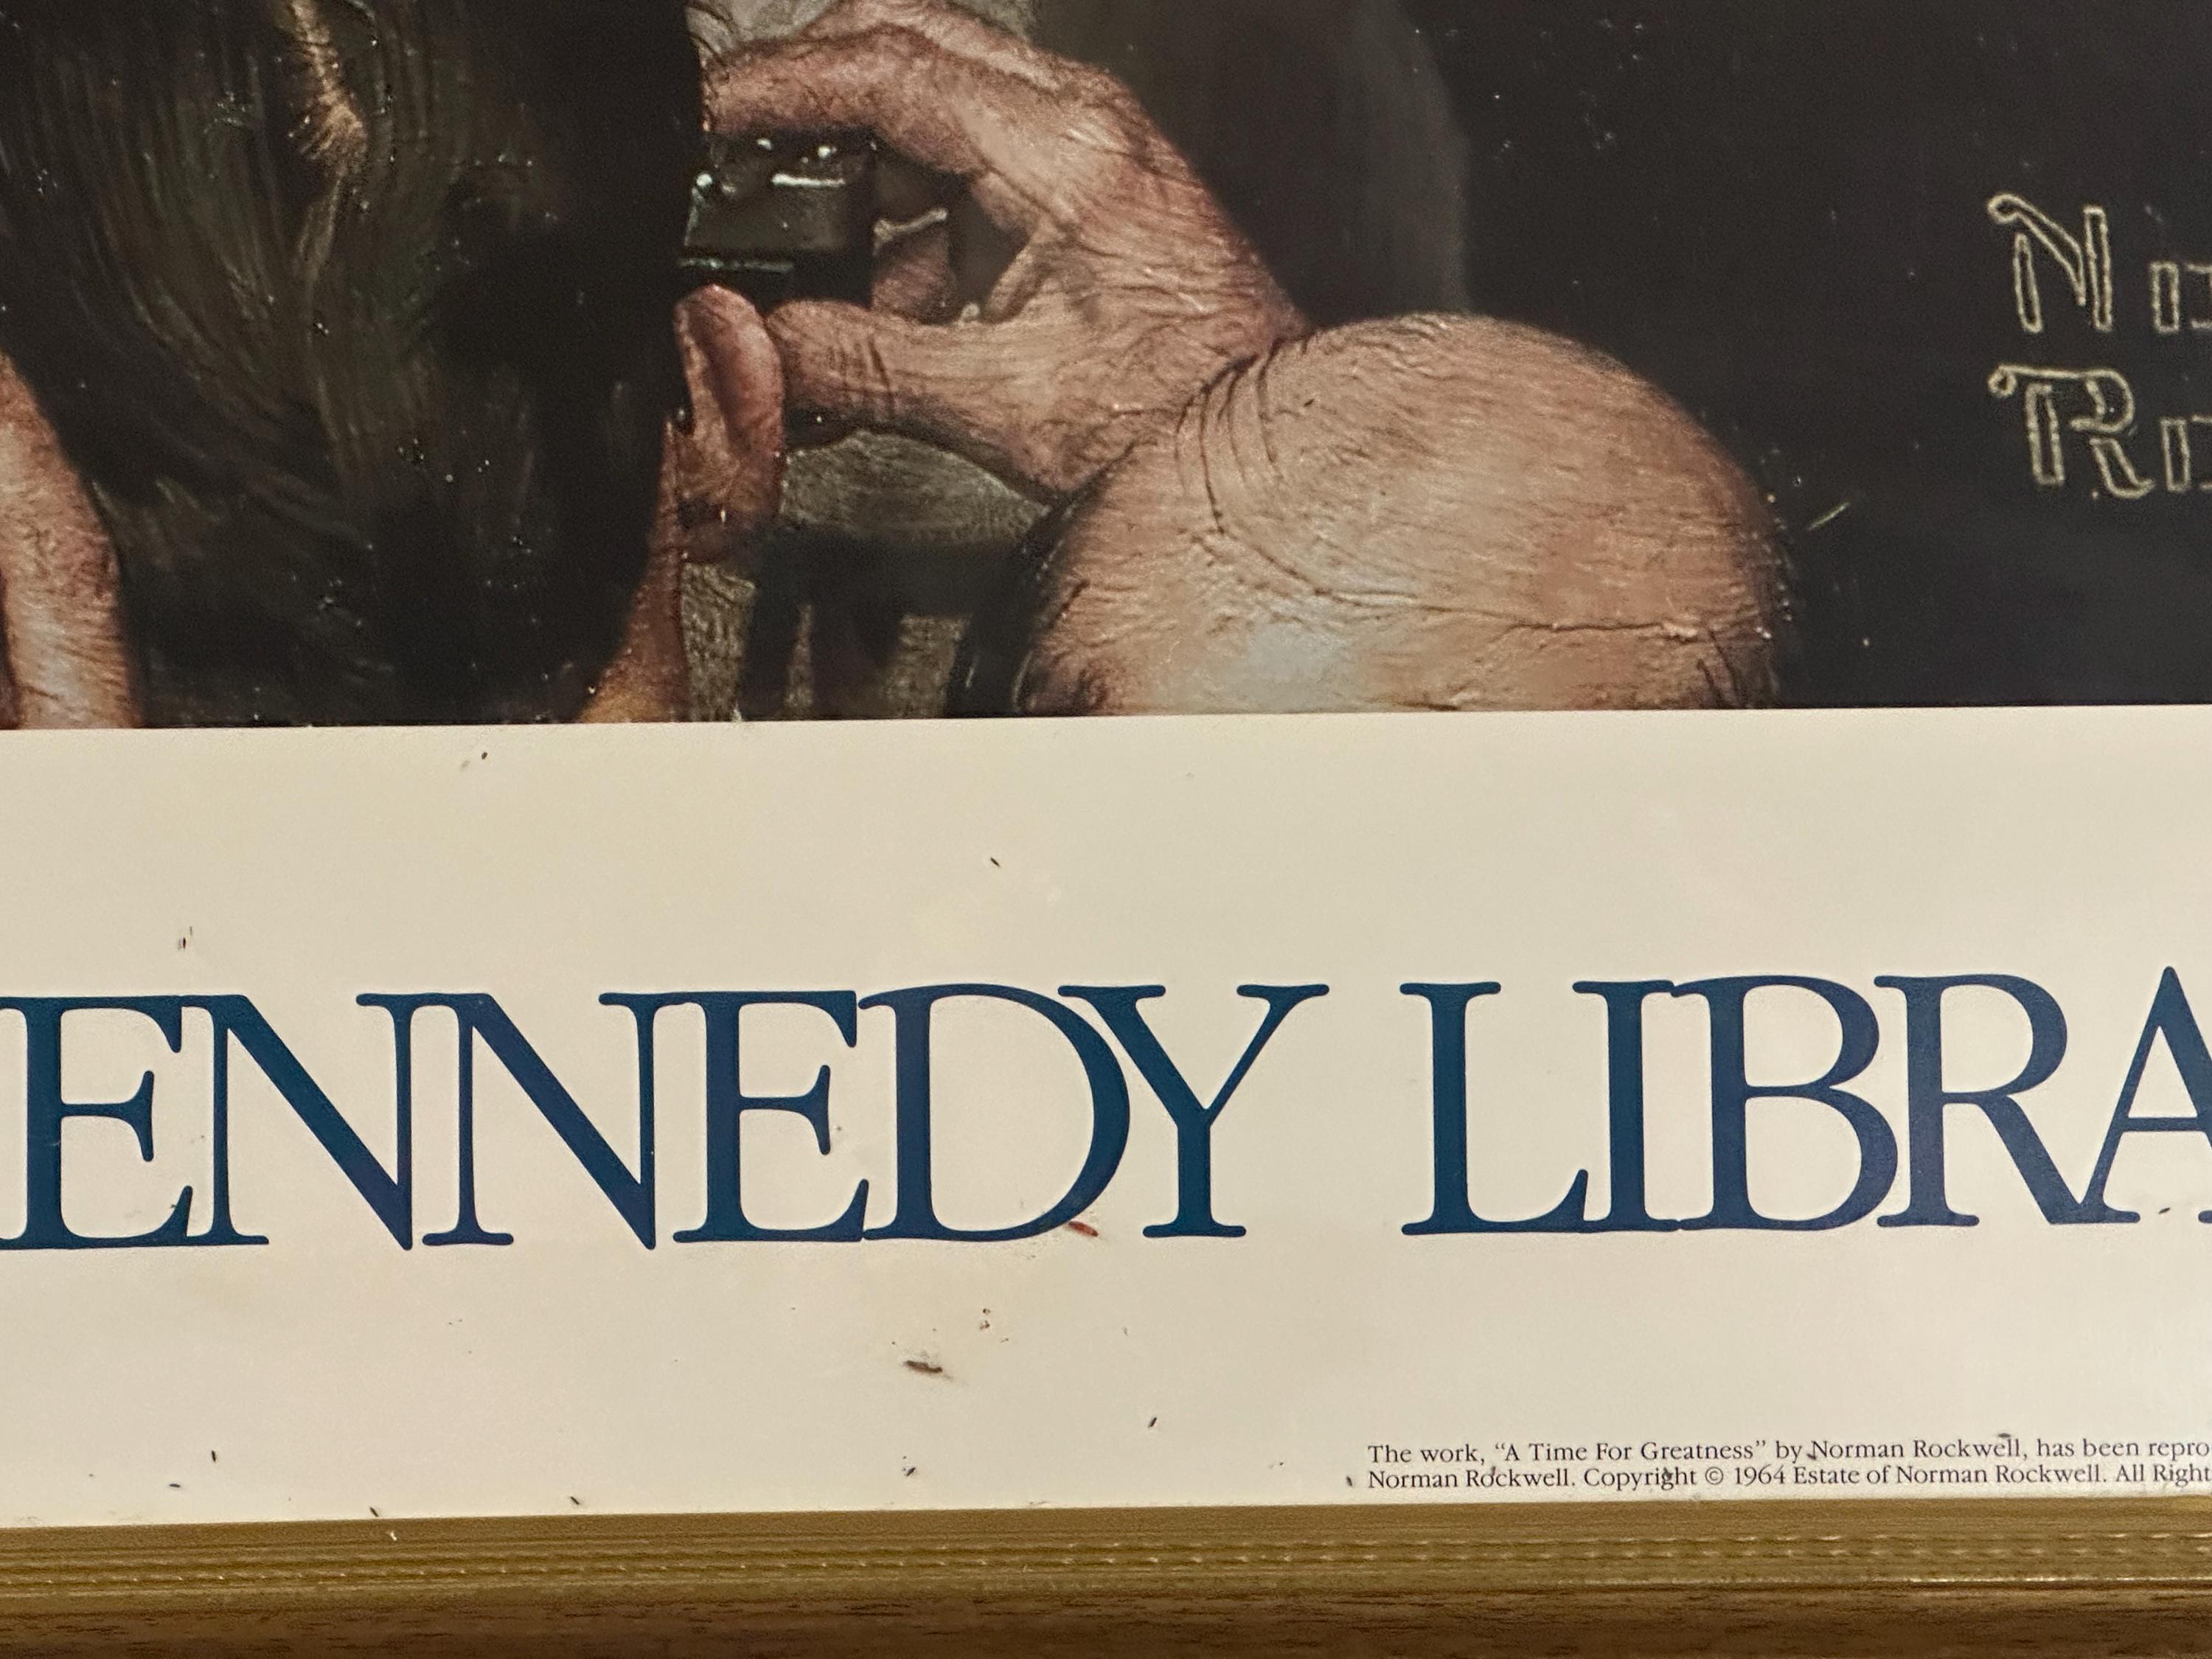 N
R
ENNEDY LIBRA
The work, “A Time For Greatness” by Norman Rockwell, has been repro
Norman Rockwell. Copyright © 1964 Estate of Norman Rockwell. All Right